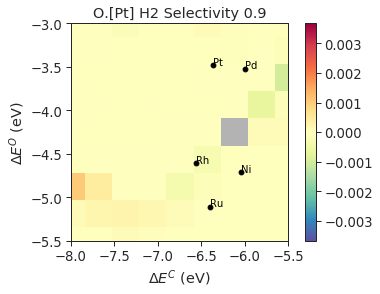 O.[Pt] H2 Selectivity 0.9
−3.0
−3.5
−4.0
−4.5
−5.0
−5.5
ΔE^O (eV)
Pt
Pd
Rh
Ni
Ru
−8.0 −7.5 −7.0 −6.5 −6.0 −5.5
ΔE^C (eV)
0.003
0.002
0.001
0.000
−0.001
−0.002
−0.003